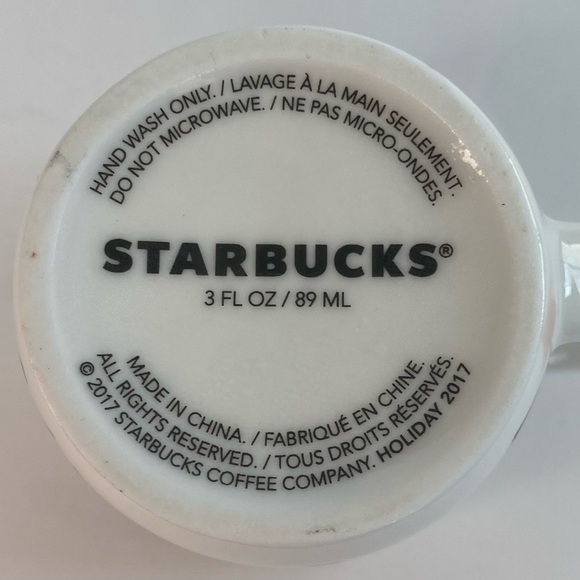 HAND WASH ONLY. / LAVAGE À LA MAIN SEULEMENT.
DO NOT MICROWAVE. / NE PAS MICRO-ONDES.
STARBUCKS®
3 FL OZ / 89 ML
MADE IN CHINA. / FABRIQUÉ EN CHINE.
ALL RIGHTS RESERVED. / TOUS DROITS RÉSERVÉS.
© 2017 STARBUCKS COFFEE COMPANY. HOLIDAY 2017